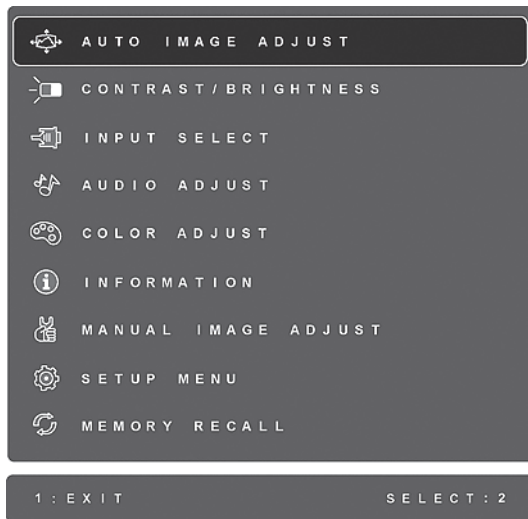 AUTO IMAGE ADJUST
CONTRAST/BRIGHTNESS
INPUT SELECT
AUDIO ADJUST
COLOR ADJUST
INFORMATION
MANUAL IMAGE ADJUST
SETUP MENU
MEMORY RECALL
1:EXIT SELECT:2